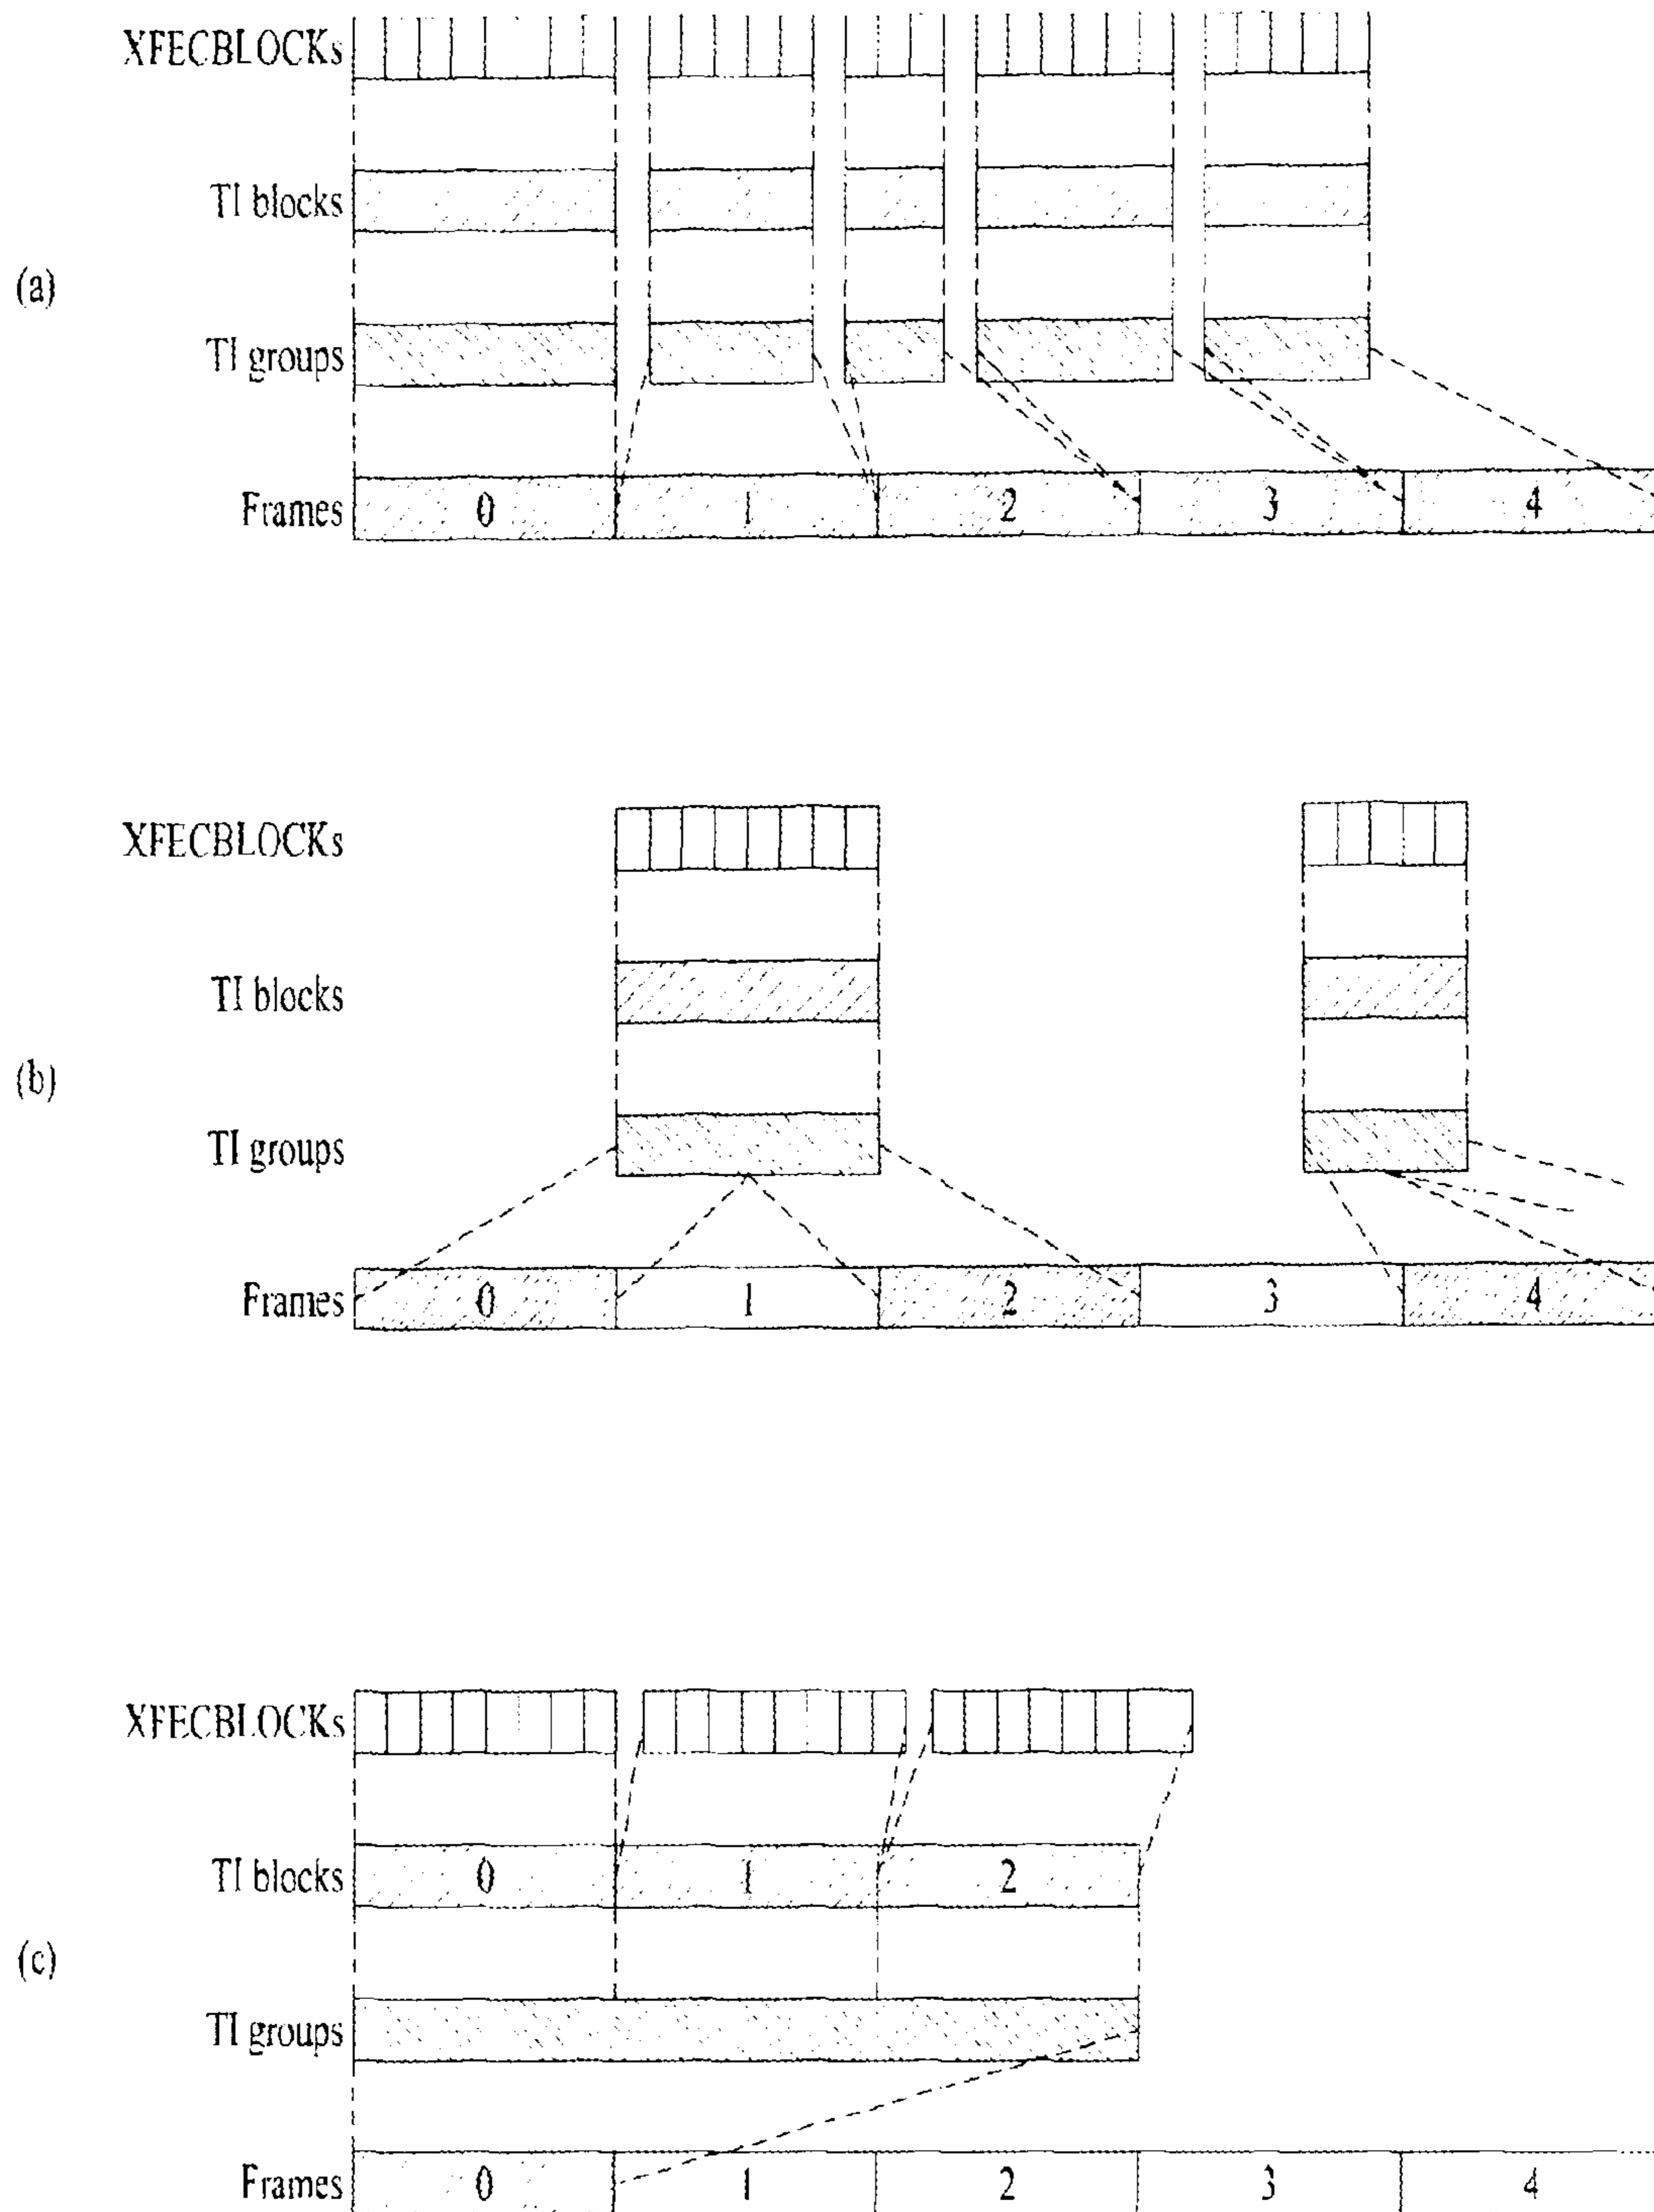 XFECBLOCKs
TI blocks
(a)
TI groups
Frames 0 1 2 3 4
XFECBLOCKs
TI blocks
(b)
TI groups
Frames 0 1 2 3 4
XFECBLOCKs
TI blocks 0 1 2
(c)
TI groups
Frames 0 1 2 3 4